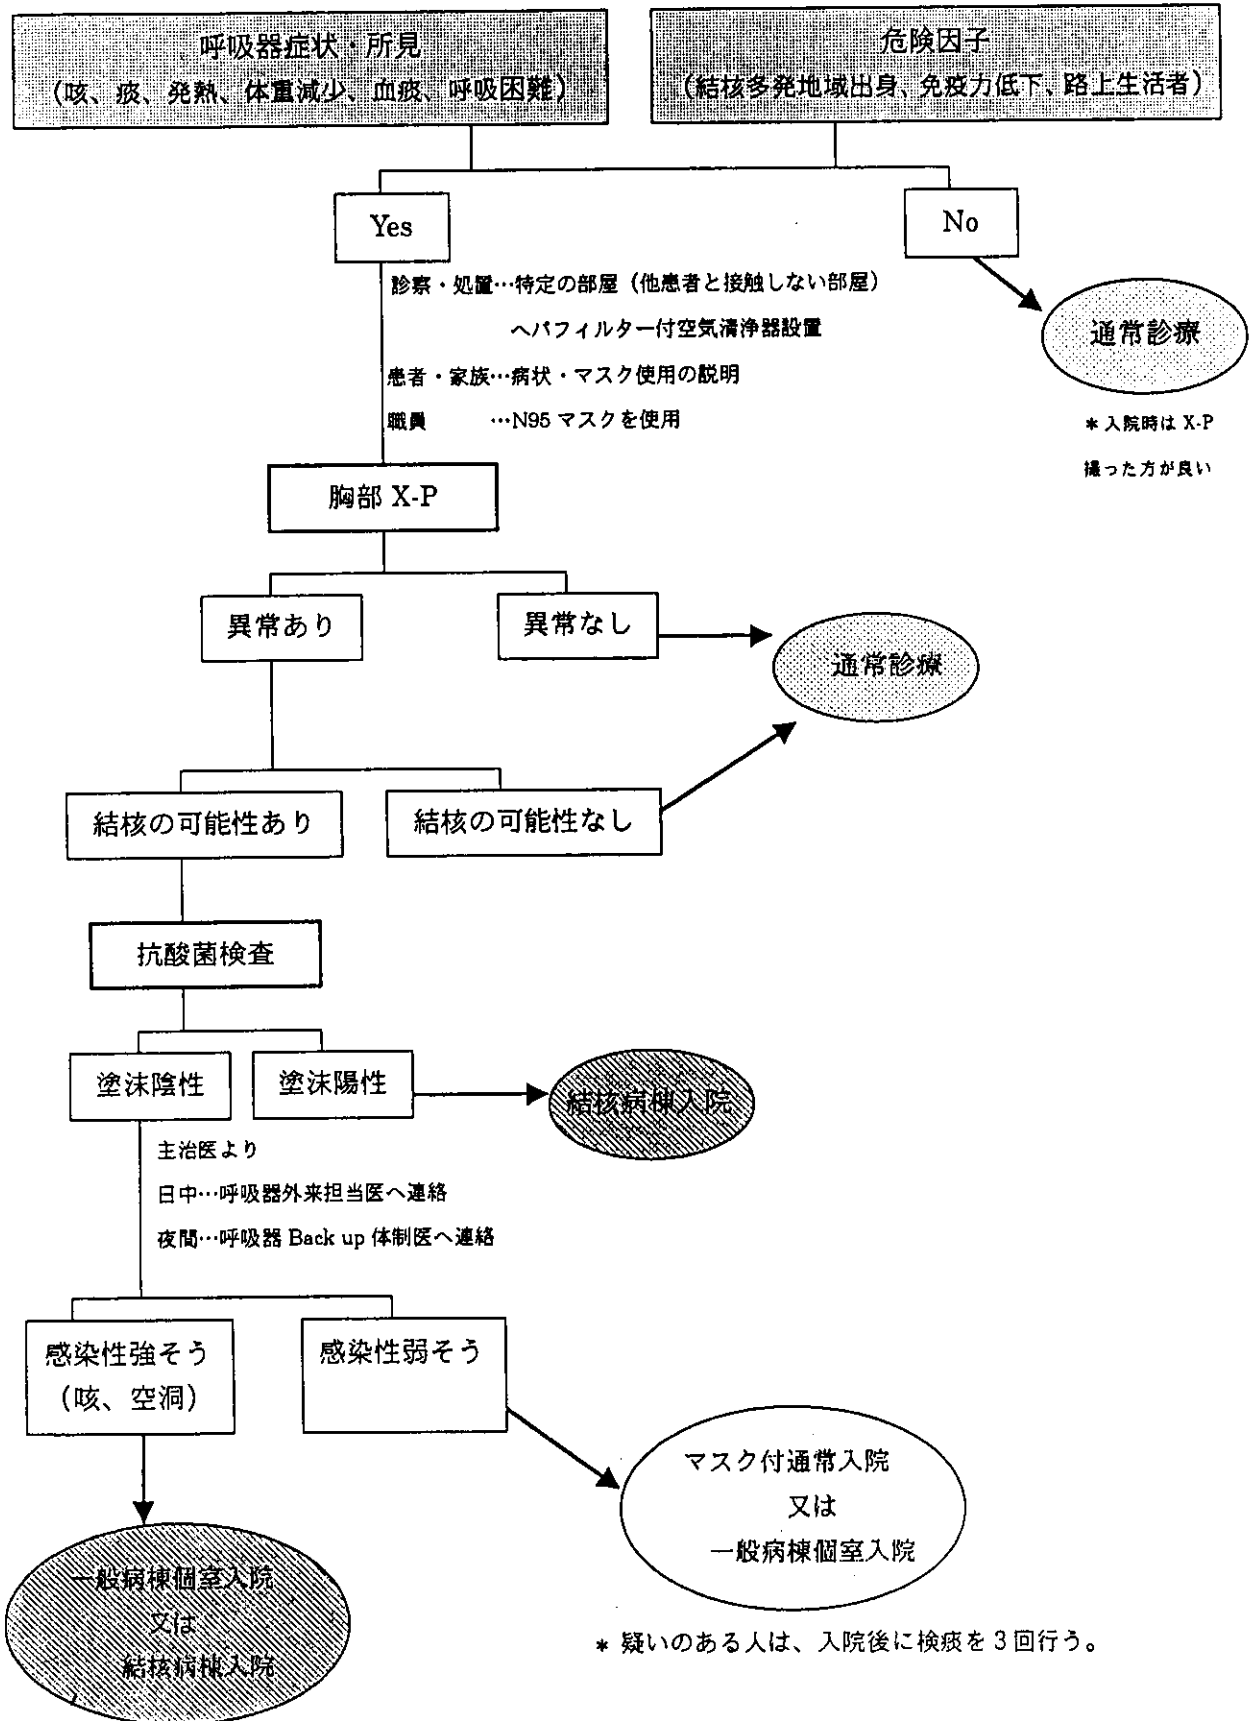 呼吸器症状・所見
(咳、痰、発熱、体重減少、血痰、呼吸困難)
危険因子
(結核多発地域出身、免疫力低下、路上生活者)
Yes
No
診察・処置…特定の部屋(他患者と接触しない部屋)
ヘパフィルター付空気清浄器設置
患者・家族…病状・マスク使用の説明
職員 …N95 マスクを使用
通常診療
* 入院時は X-P
撮った方が良い
胸部 X-P
異常あり
異常なし
通常診療
結核の可能性あり
結核の可能性なし
抗酸菌検査
塗沫陰性
塗沫陽性
結核病棟入院
主治医より
日中…呼吸器外来担当医へ連絡
夜間…呼吸器 Back up 体制医へ連絡
感染性強そう
(咳、空洞)
感染性弱そう
マスク付通常入院
又は
一般病棟個室入院
一般病棟個室入院
又は
結核病棟入院
* 疑いのある人は、入院後に検痰を3回行う。